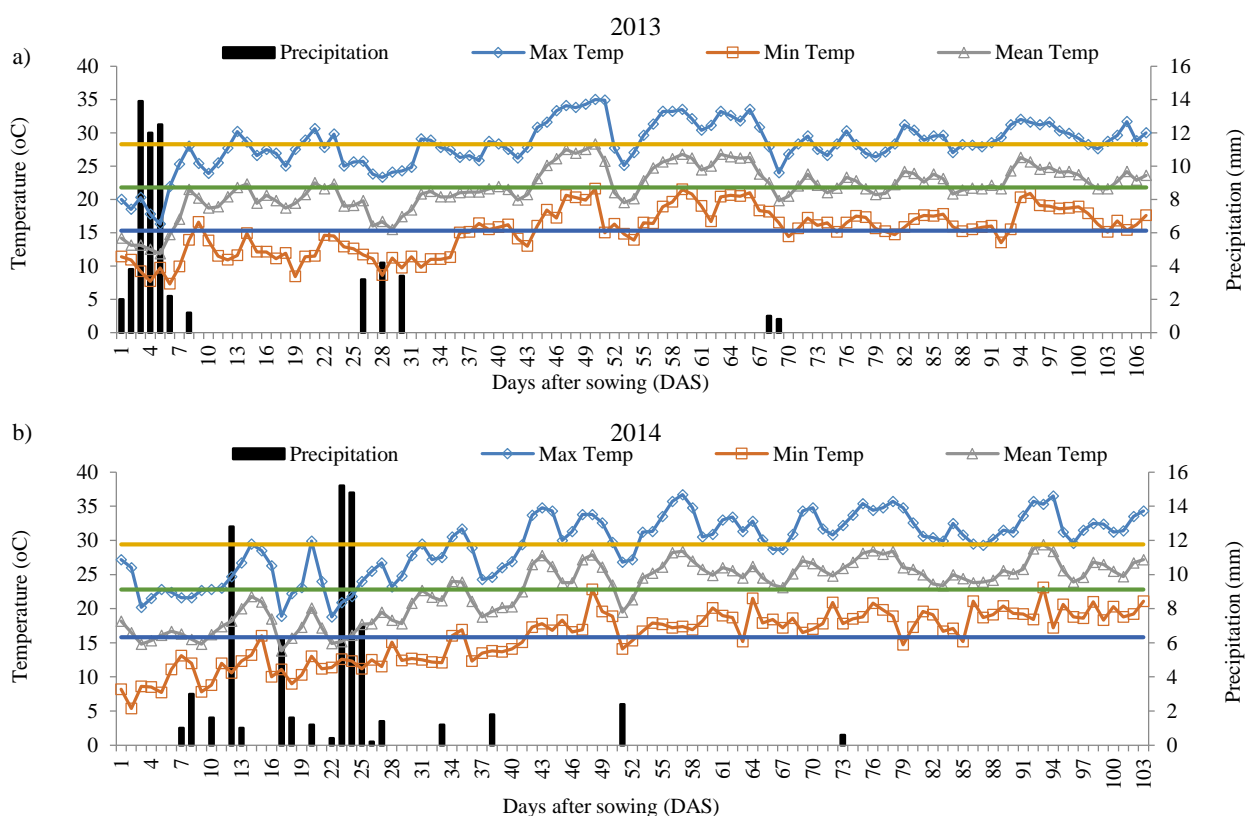 2013
a)
Precipitation Max Temp Min Temp Mean Temp
40 16
35 14
30 12
25 10
20 8
15 6
10 4
5 2
0 0
Temperature (oC)
Precipitation (mm)
1 4 7 10 13 16 19 22 25 28 31 34 37 40 43 46 49 52 55 58 61 64 67 70 73 76 79 82 85 88 91 94 97 100 103 106
Days after sowing (DAS)
b)
2014
Precipitation Max Temp Min Temp Mean Temp
40 16
35 14
30 12
25 10
20 8
15 6
10 4
5 2
0 0
Temperature (oC)
Precipitation (mm)
1 4 7 10 13 16 19 22 25 28 31 34 37 40 43 46 49 52 55 58 61 64 67 70 73 76 79 82 85 88 91 94 97 100 103
Days after sowing (DAS)